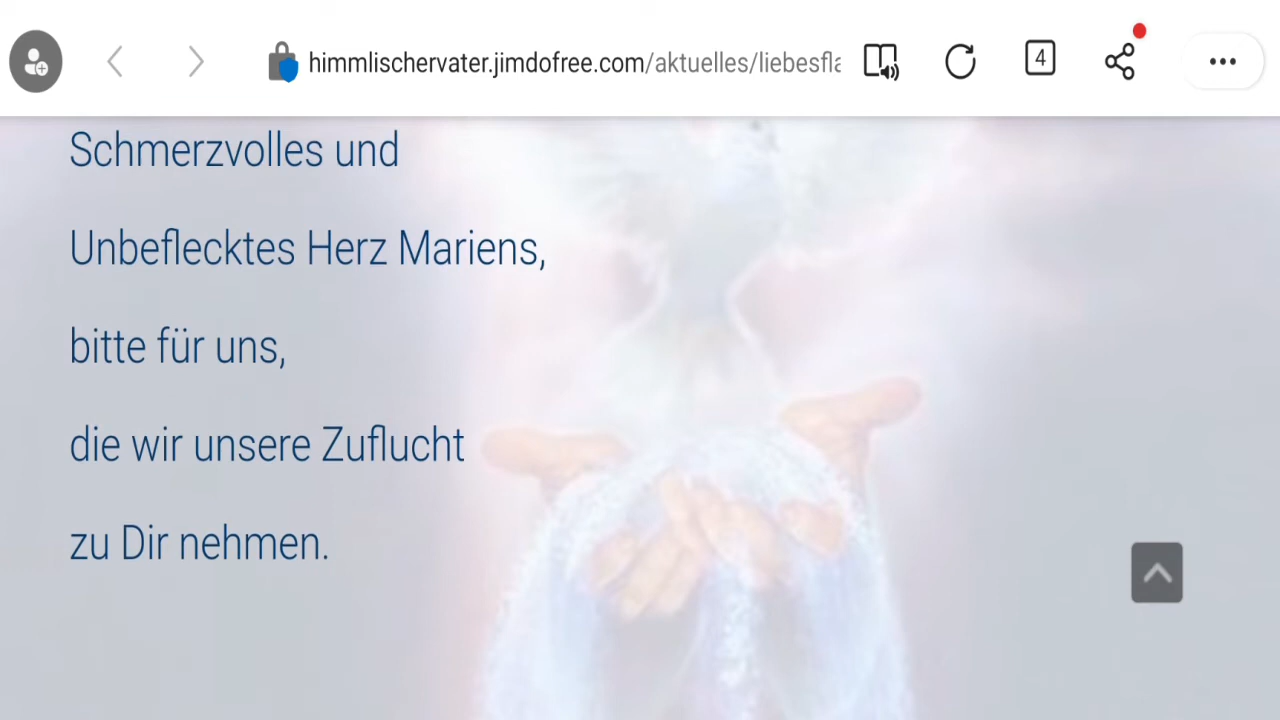 himmlischervater.jimdofree.com/aktuelles/liebesfla
4
Schmerzvolles und
Unbeflecktes Herz Mariens,
bitte für uns,
die wir unsere Zuflucht
zu Dir nehmen.